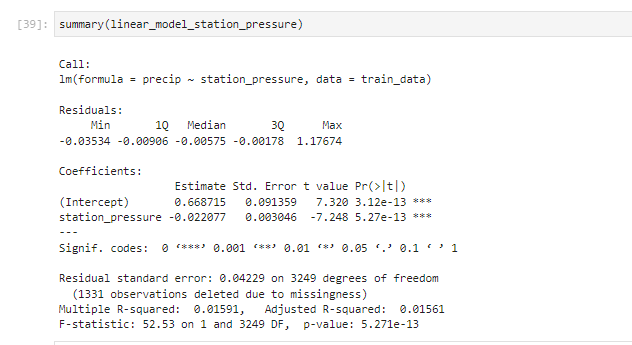 [39]: summary(linear_model_station_pressure)
Call:
lm(formula = precip ~ station_pressure, data = train_data)
Residuals:
Min 1Q Median 3Q Max
-0.03534 -0.00906 -0.00575 -0.00178 1.17674
Coefficients:
Estimate Std. Error t value Pr(>|t|)
(Intercept) 0.668715 0.091359 7.320 3.12e-13 ***
station_pressure -0.022077 0.003046 -7.248 5.27e-13 ***
---
Signif. codes: 0 ‘***’ 0.001 ‘**’ 0.01 ‘*’ 0.05 ‘.’ 0.1 ‘ ’ 1
Residual standard error: 0.04229 on 3249 degrees of freedom
(1331 observations deleted due to missingness)
Multiple R-squared: 0.01591, Adjusted R-squared: 0.01561
F-statistic: 52.53 on 1 and 3249 DF, p-value: 5.271e-13